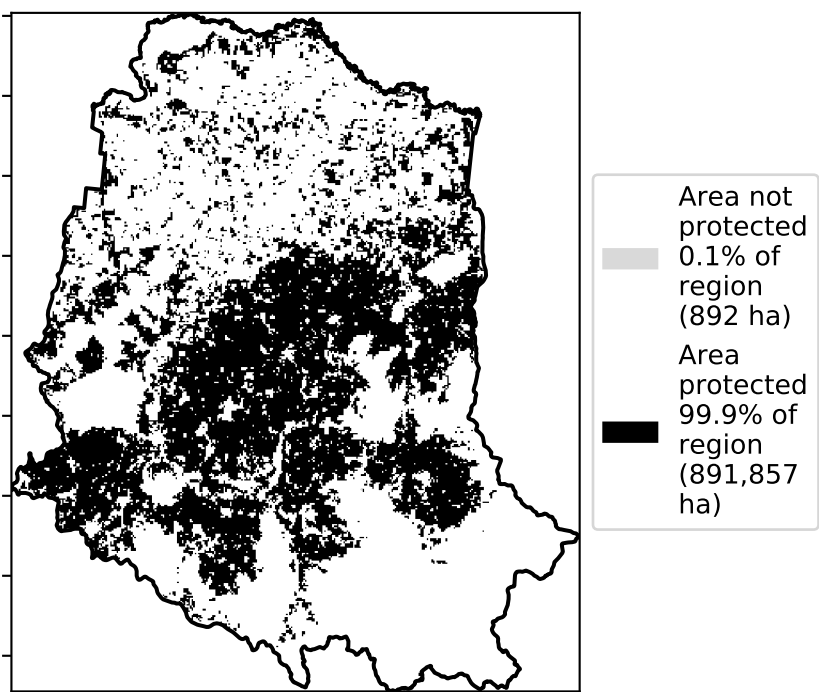 Area not
protected
0.1% of
region
(892 ha)
Area
protected
99.9% of
region
(891,857
ha)